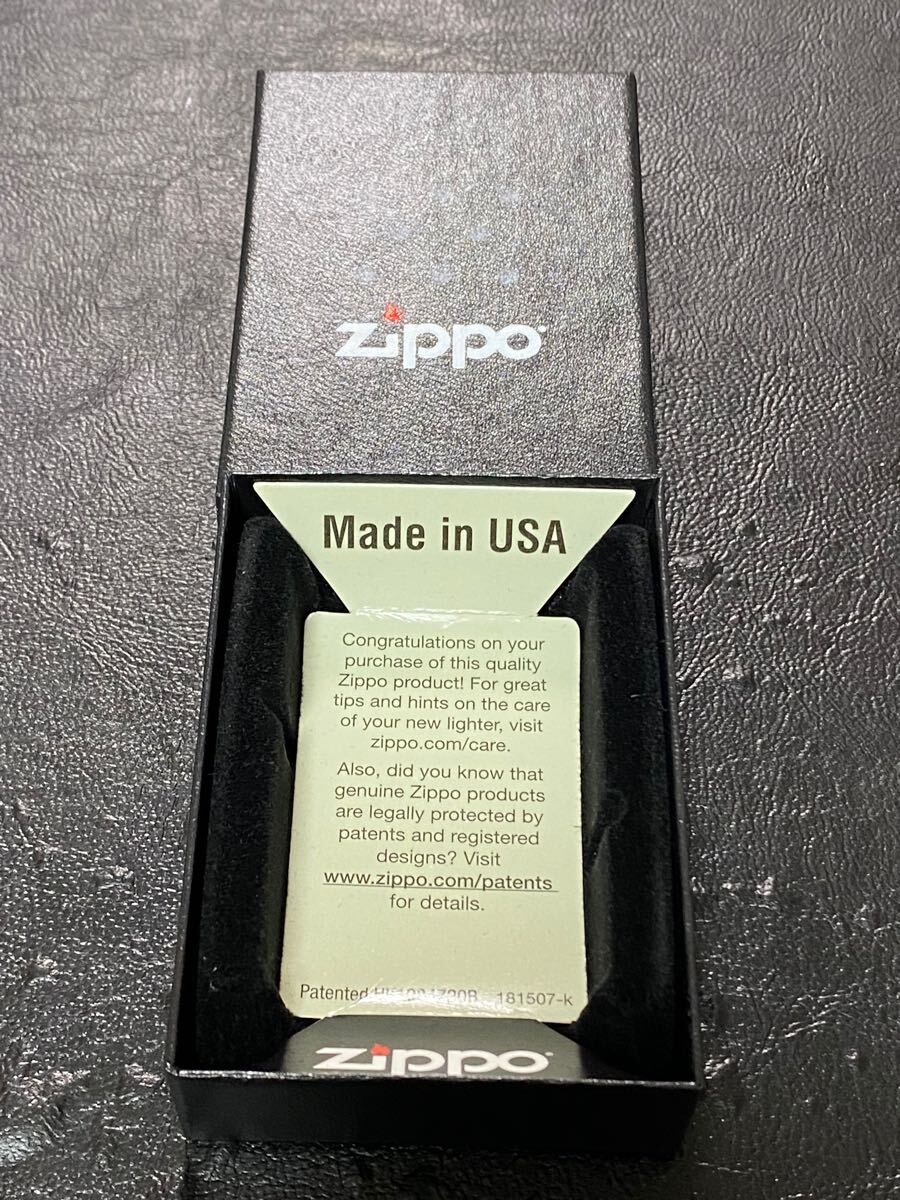 zippo
Made in USA
Congratulations on your
purchase of this quality
Zippo product! For great
tips and hints on the care
of your new lighter, visit
zippo.com/care.
Also, did you know that
genuine Zippo products
are legally protected by
patents and registered
designs? Visit
www.zippo.com/patents
for details.
Patented 181507-k
zippo